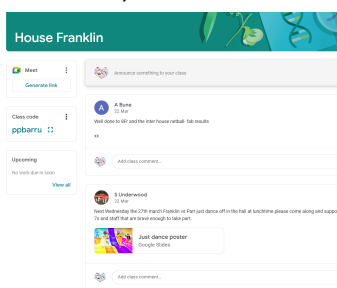 House Franklin
Meet
Generate link
Class code
ppbarru
Upcoming
No work due in soon
View all
Announce something to your class
A Bune
22 Mar
Well done to 8Fr and the inter house netball- fab results
xx
Add class comment...
S Underwood
22 Mar
Next Wednesday the 27th march Franklin vs Part just dance off in the hall at lunchtime please come along and suppo
7s and staff that are brave enough to take part.
Just dance poster
Google Slides
Add class comment...